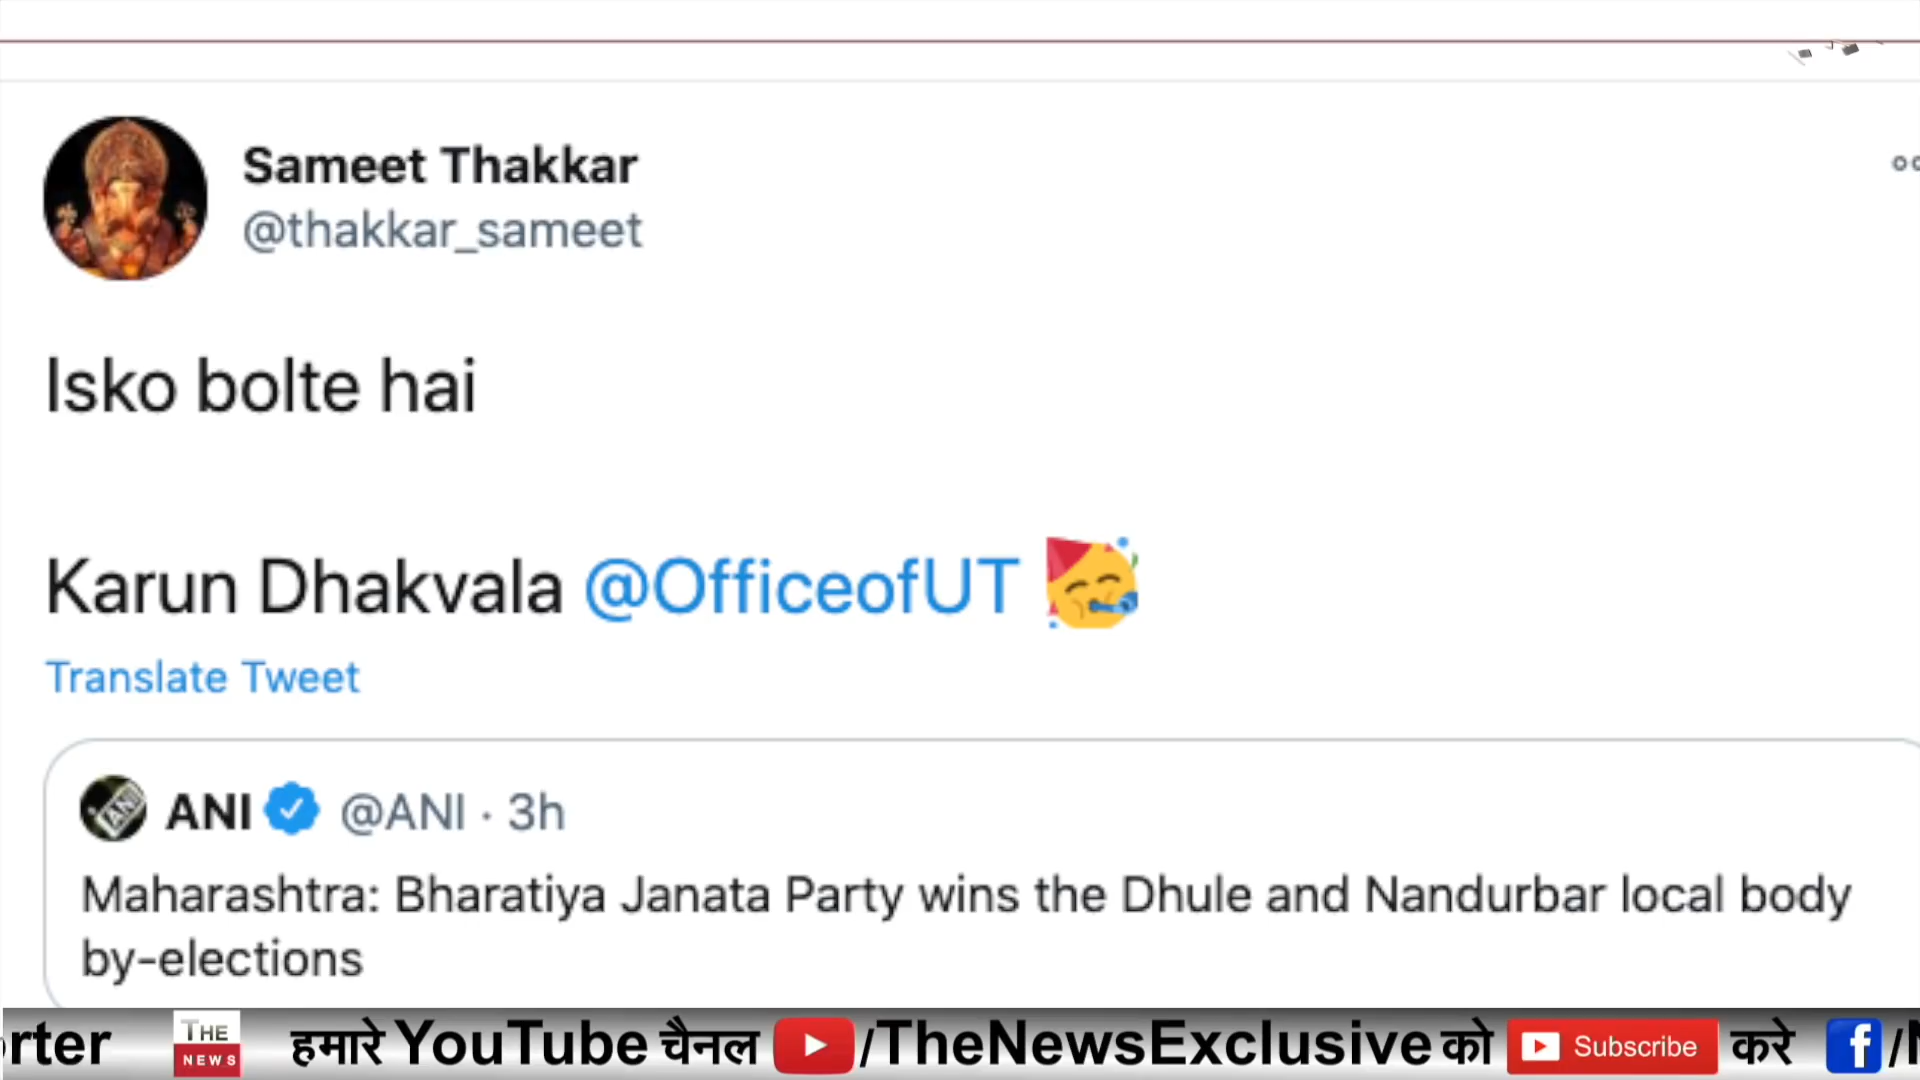 Sameet Thakkar
@thakkar_sameet
Isko bolte hai
Karun Dhakvala @OfficeofUT 🥳
Translate Tweet
ANI @ANI · 3h
Maharashtra: Bharatiya Janata Party wins the Dhule and Nandurbar local body
by-elections
rter THE NEWS हमारे YouTube चैनल /TheNewsExclusive को Subscribe करे /